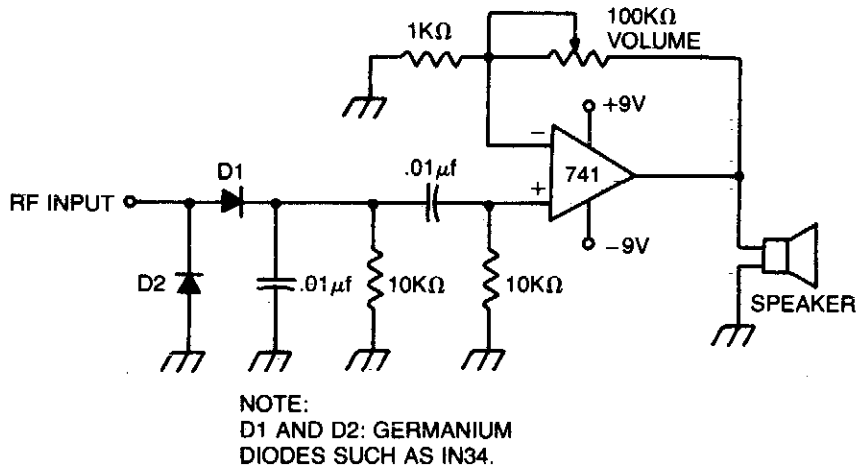 1KΩ
100KΩ
VOLUME
+9V
D1
.01µf
−
+
741
RF INPUT
−9V
D2
.01µf
10KΩ
10KΩ
SPEAKER
NOTE:
D1 AND D2: GERMANIUM
DIODES SUCH AS IN34.